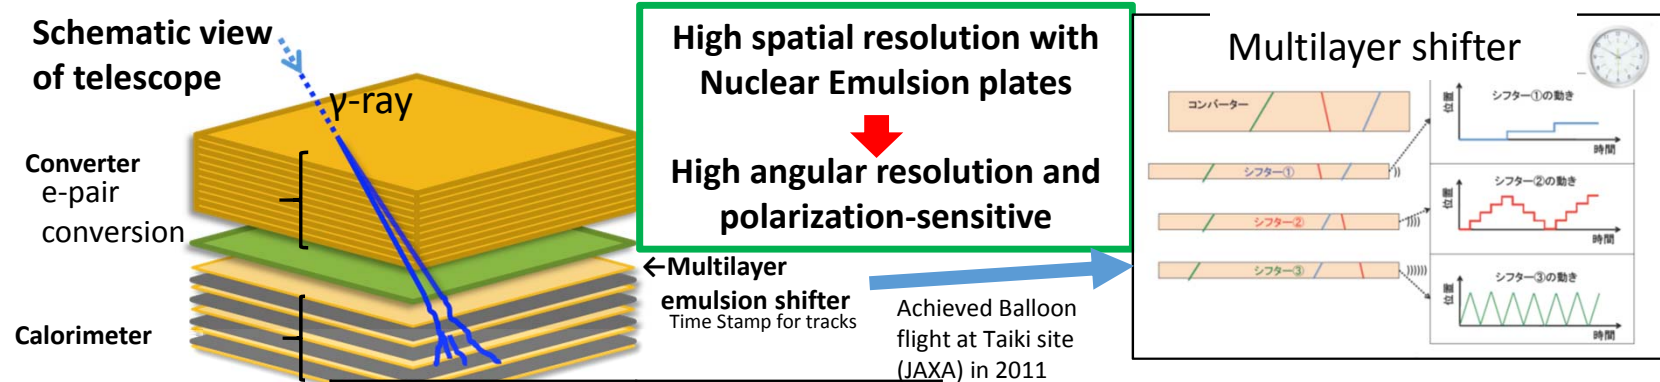 Schematic view
of telescope
γ-ray
Converter
e-pair
conversion
Calorimeter
High spatial resolution with
Nuclear Emulsion plates
High angular resolution and
polarization-sensitive
←Multilayer
emulsion shifter
Time Stamp for tracks
Achieved Balloon
flight at Taiki site
(JAXA) in 2011
Multilayer shifter
コンバーター
シフター①
シフター②
シフター③
シフター①の動き
位置
時間
シフター②の動き
位置
時間
シフター③の動き
位置
時間